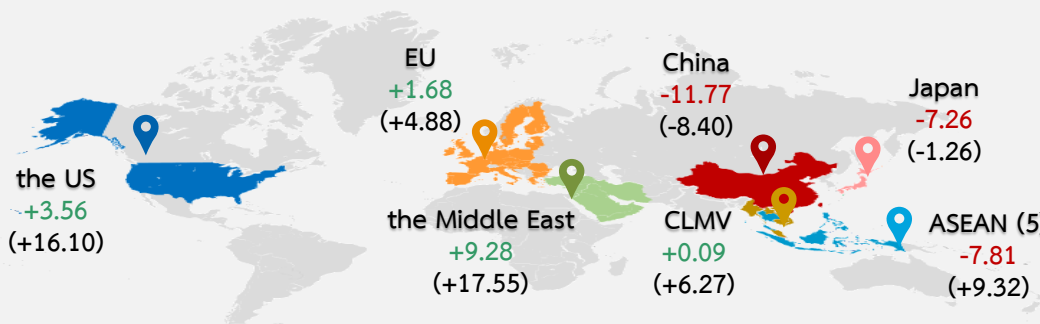 EU
+1.68
(+4.88)
China
-11.77
(-8.40)
Japan
-7.26
(-1.26)
the US
+3.56
(+16.10)
the Middle East
+9.28
(+17.55)
CLMV
+0.09
(+6.27)
ASEAN (5
-7.81
(+9.32)